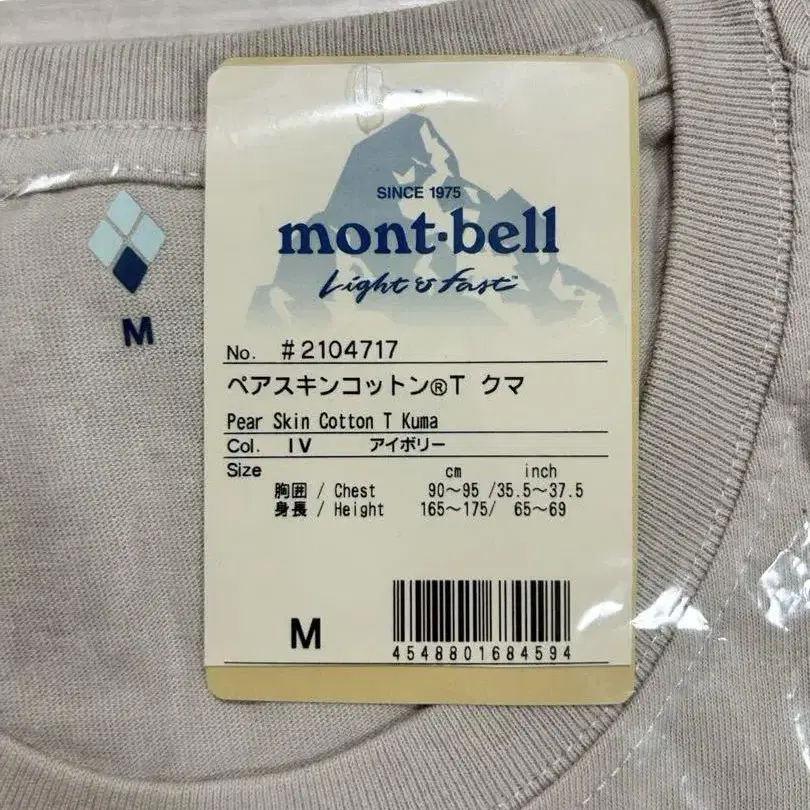 SINCE 1975
mont-bell
Light & fast™
No. #2104717
ペアスキンコットン®T クマ
Pear Skin Cotton T Kuma
Col. IV アイボリー
Size cm inch
胸囲 / Chest 90～95 /35.5～37.5
身長 / Height 165～175/ 65～69
M
4548801684594
M